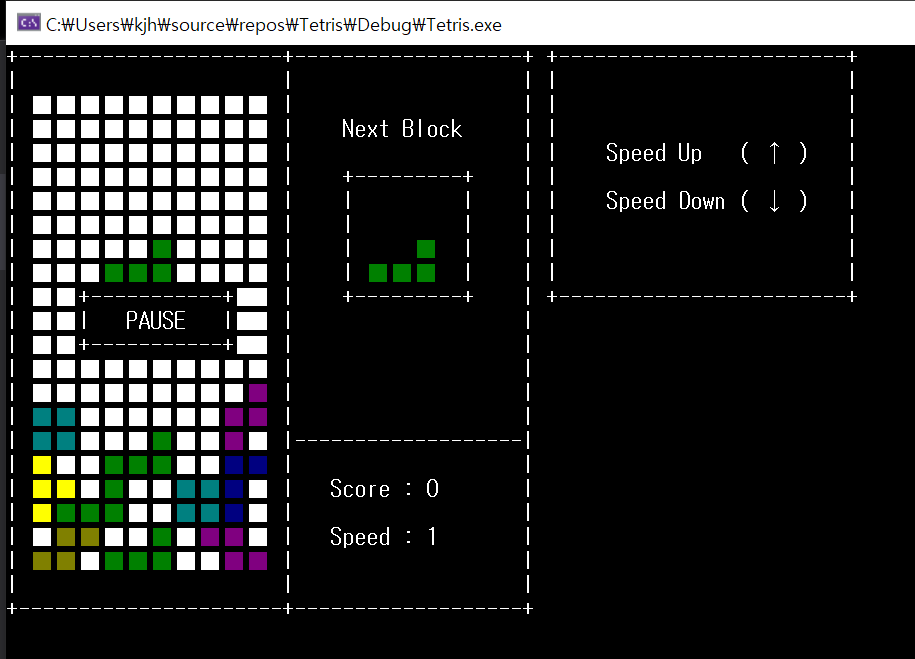 C:₩Users₩kjh₩source₩repos₩Tetris₩Debug₩Tetris.exe
Next Block
Speed Up ( ↑ )
Speed Down ( ↓ )
PAUSE
Score : 0
Speed : 1